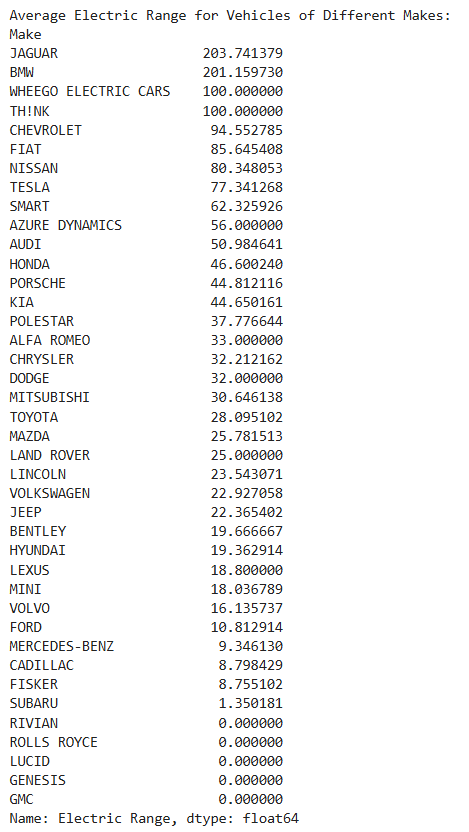 Average Electric Range for Vehicles of Different Makes:
Make
JAGUAR 203.741379
BMW 201.159730
WHEEGO ELECTRIC CARS 100.000000
TH!NK 100.000000
CHEVROLET 94.552785
FIAT 85.645408
NISSAN 80.348053
TESLA 77.341268
SMART 62.325926
AZURE DYNAMICS 56.000000
AUDI 50.984641
HONDA 46.600240
PORSCHE 44.812116
KIA 44.650161
POLESTAR 37.776644
ALFA ROMEO 33.000000
CHRYSLER 32.212162
DODGE 32.000000
MITSUBISHI 30.646138
TOYOTA 28.095102
MAZDA 25.781513
LAND ROVER 25.000000
LINCOLN 23.543071
VOLKSWAGEN 22.927058
JEEP 22.365402
BENTLEY 19.666667
HYUNDAI 19.362914
LEXUS 18.800000
MINI 18.036789
VOLVO 16.135737
FORD 10.812914
MERCEDES-BENZ 9.346130
CADILLAC 8.798429
FISKER 8.755102
SUBARU 1.350181
RIVIAN 0.000000
ROLLS ROYCE 0.000000
LUCID 0.000000
GENESIS 0.000000
GMC 0.000000
Name: Electric Range, dtype: float64